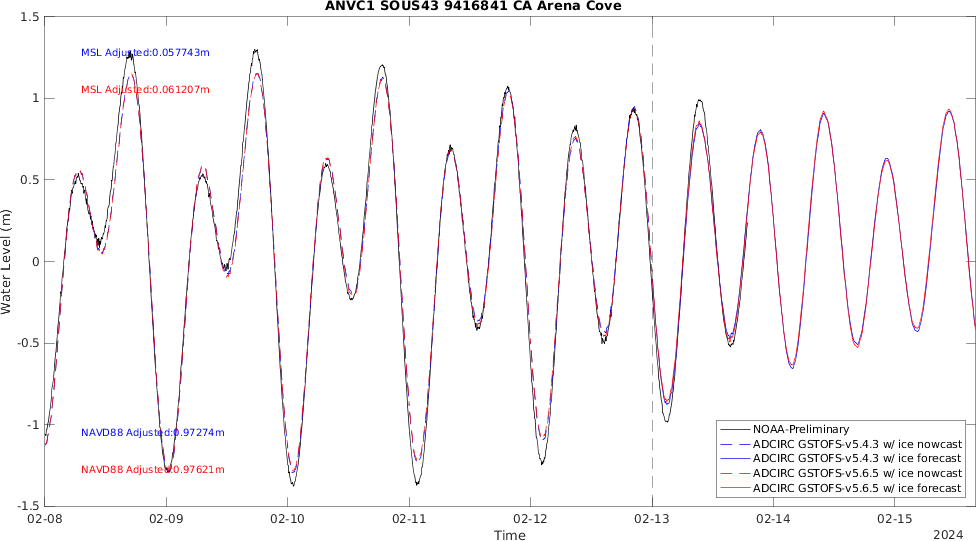 ANVC1 SOUS43 9416841 CA Arena Cove
1.5
MSL Adjusted:0.057743m
MSL Adjusted:0.061207m
1
0.5
0
Water Level (m)
-0.5
-1
NAVD88 Adjusted:0.97274m
NAVD88 Adjusted:0.97621m
-1.5
NOAA-Preliminary
ADCIRC GSTOFS-v5.4.3 w/ ice nowcast
ADCIRC GSTOFS-v5.4.3 w/ ice forecast
ADCIRC GSTOFS-v5.6.5 w/ ice nowcast
ADCIRC GSTOFS-v5.6.5 w/ ice forecast
02-08 02-09 02-10 02-11 02-12 02-13 02-14 02-15
Time
2024